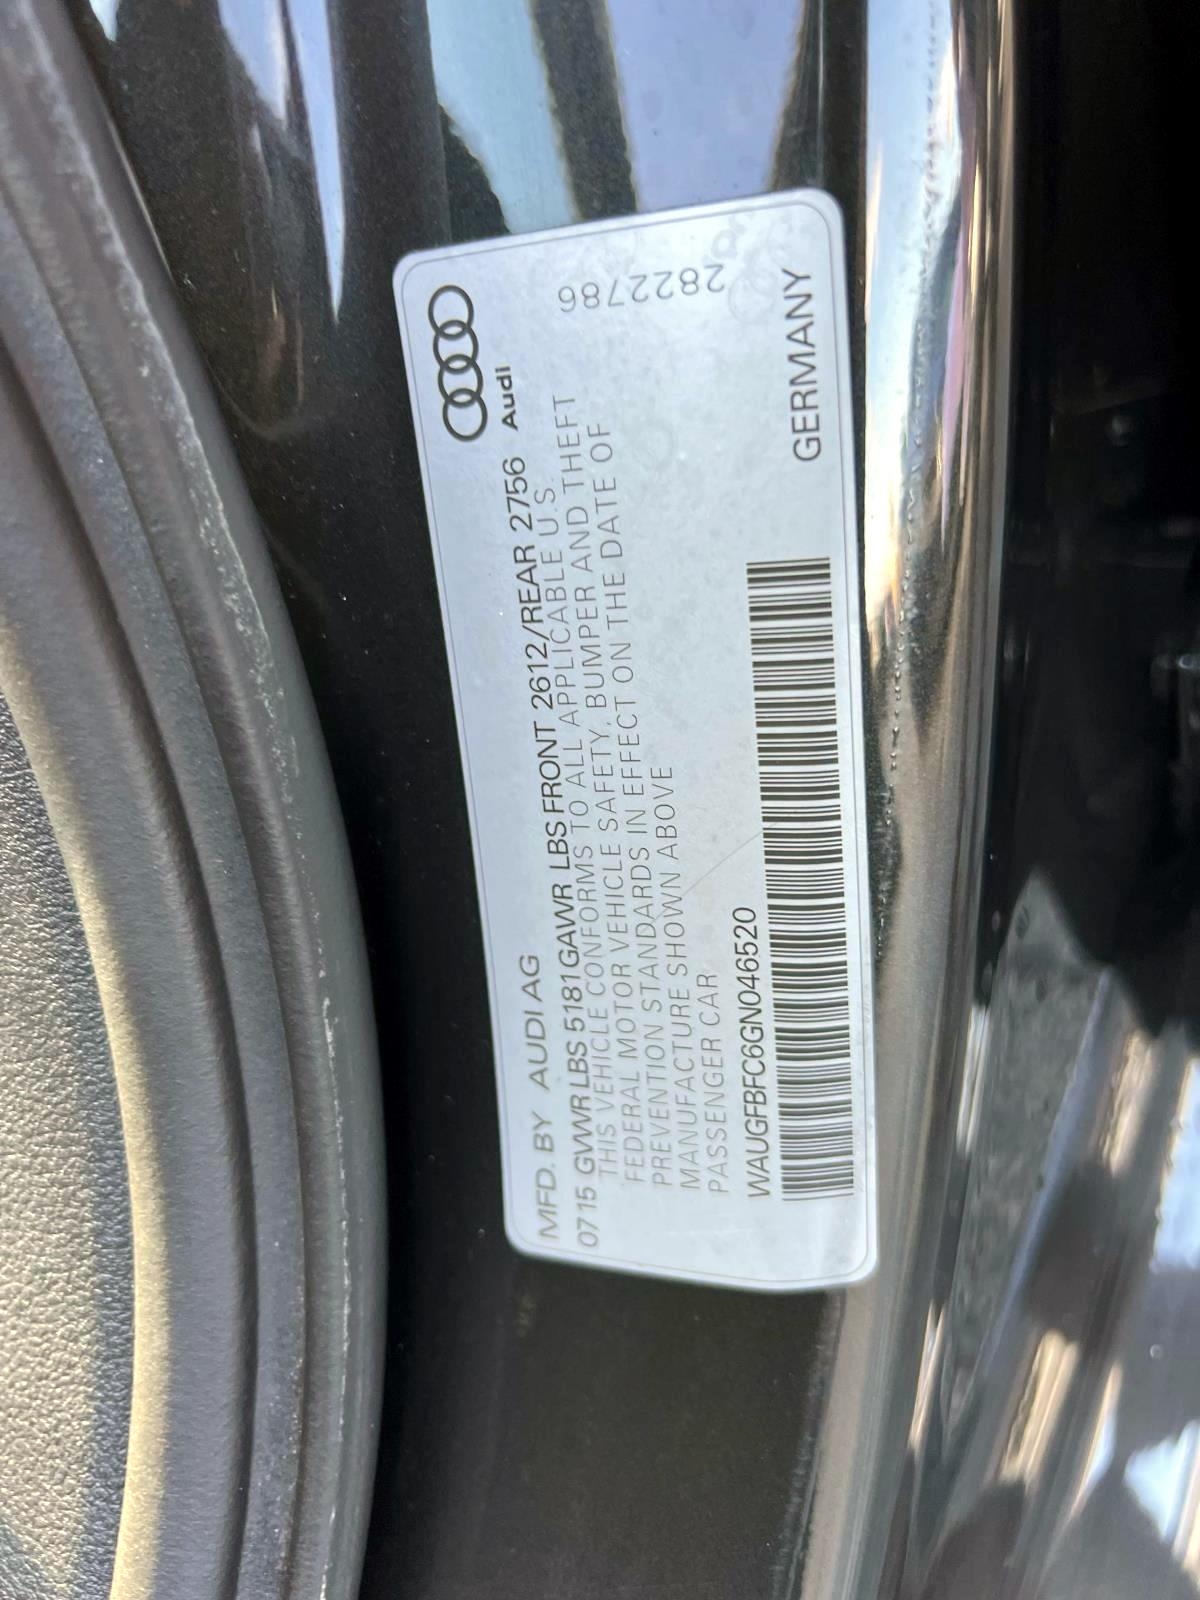 Audi
MFD. BY AUDI AG
0715 GVWR LBS 5181 GAWR LBS FRONT 2612/REAR 2756
THIS VEHICLE CONFORMS TO ALL APPLICABLE U.S.
FEDERAL MOTOR VEHICLE SAFETY, BUMPER AND THEFT
PREVENTION STANDARDS IN EFFECT ON THE DATE OF
MANUFACTURE SHOWN ABOVE
PASSENGER CAR
WAUGFBFC6GN046520
GERMANY
2822786